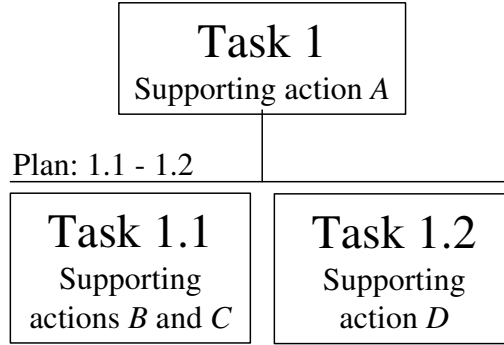 Task 1
Supporting action A
Plan: 1.1 - 1.2
Task 1.1
Supporting
actions B and C
Task 1.2
Supporting
action D